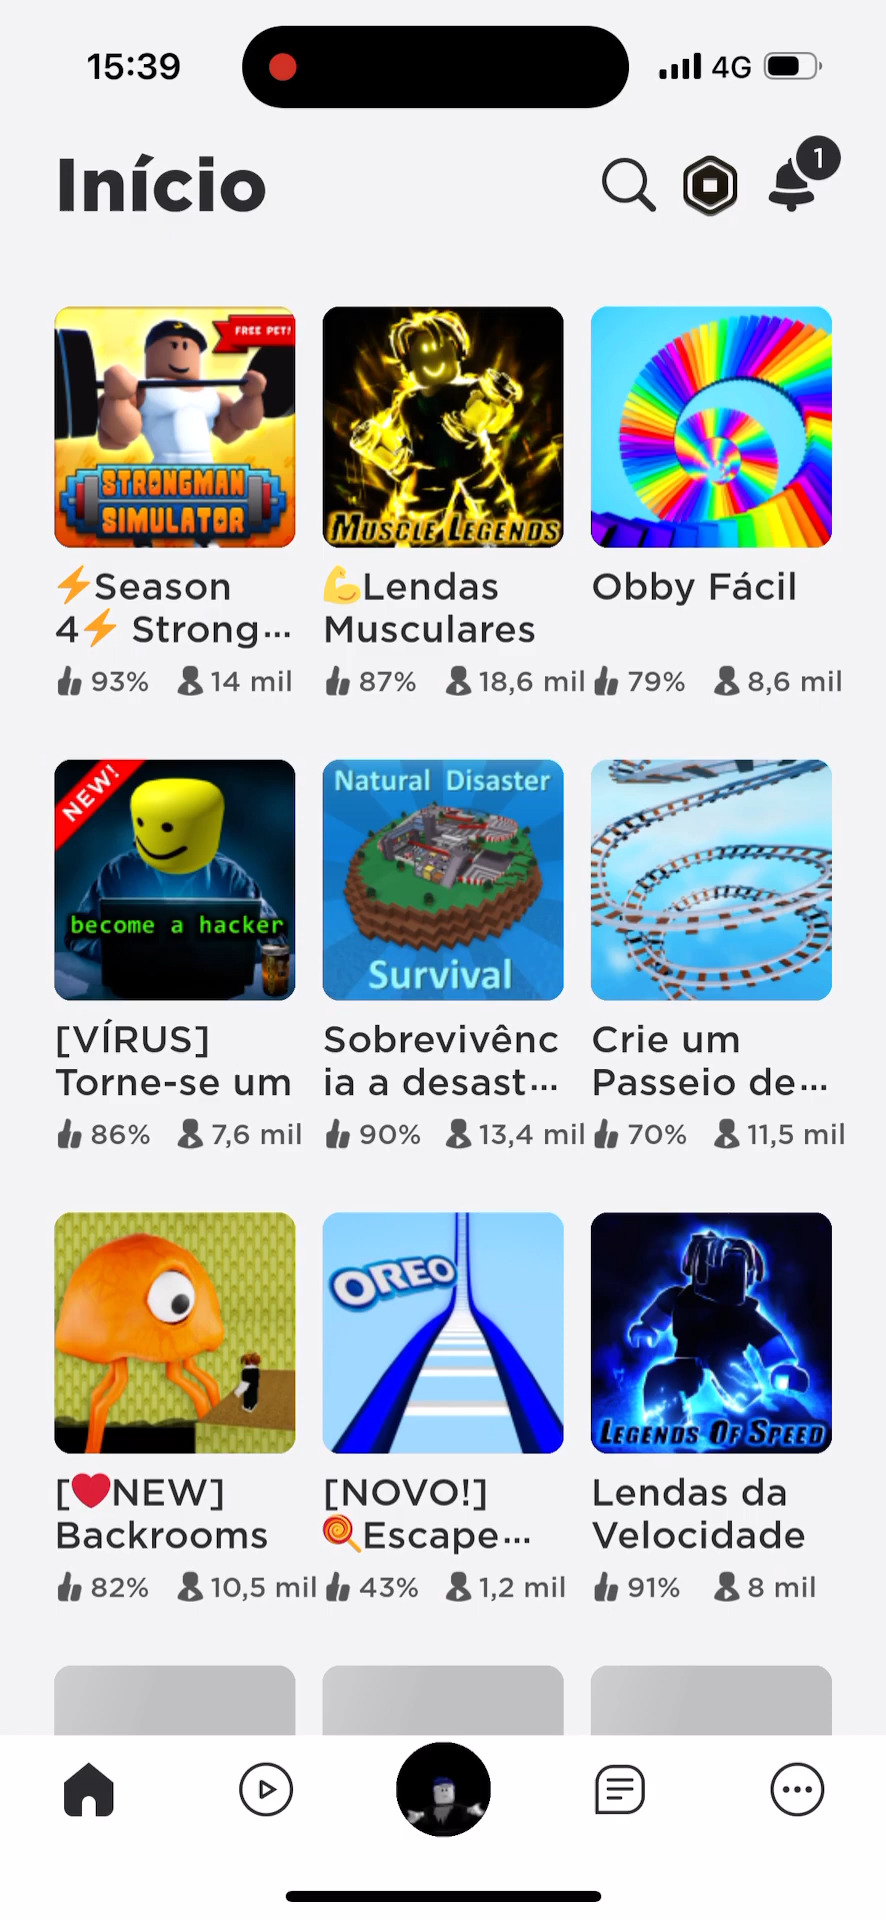 15:39
4G
Início
1
FREE PET!
STRONGMAN
SIMULATOR
MUSCLE LEGENDS
⚡Season
4⚡ Strong...
💪Lendas
Musculares
Obby Fácil
93% 14 mil
87% 18,6 mil
79% 8,6 mil
NEW!
become a hacker
Natural Disaster
Survival
[VÍRUS]
Torne-se um
Sobrevivênc
ia a desast...
Crie um
Passeio de...
86% 7,6 mil
90% 13,4 mil
70% 11,5 mil
OREO
LEGENDS OF SPEED
[❤️NEW]
Backrooms
[NOVO!]
🍭Escape...
Lendas da
Velocidade
82% 10,5 mil
43% 1,2 mil
91% 8 mil